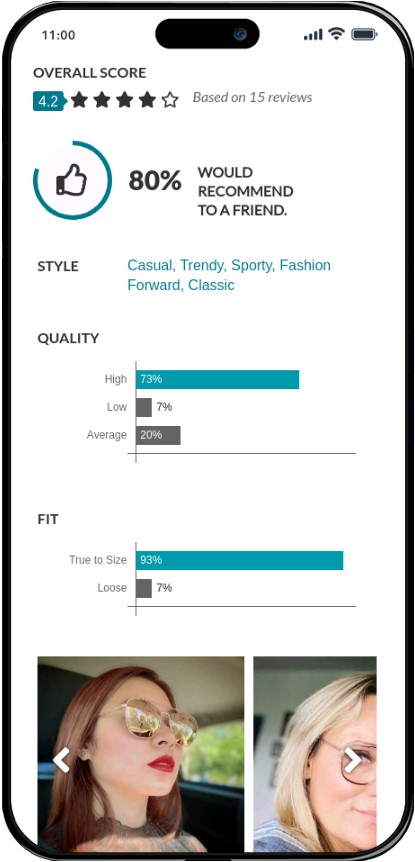 11:00
OVERALL SCORE
4.2 Based on 15 reviews
80% WOULD
RECOMMEND
TO A FRIEND.
STYLE Casual, Trendy, Sporty, Fashion
Forward, Classic
QUALITY
High 73%
Low 7%
Average 20%
FIT
True to Size 93%
Loose 7%